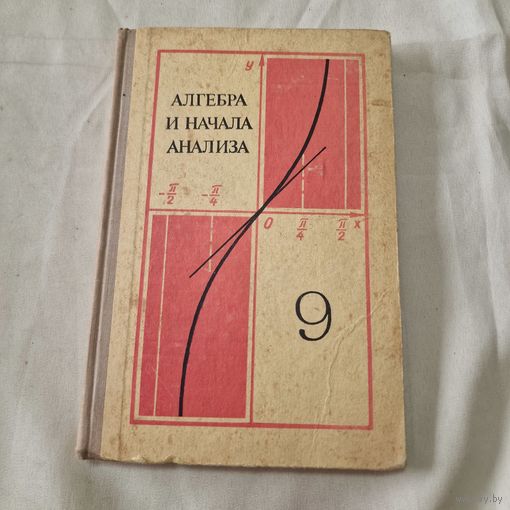 y
АЛГЕБРА
И НАЧАЛА
АНАЛИЗА
-π/2 -π/4
0 π/4 π/2 x
9